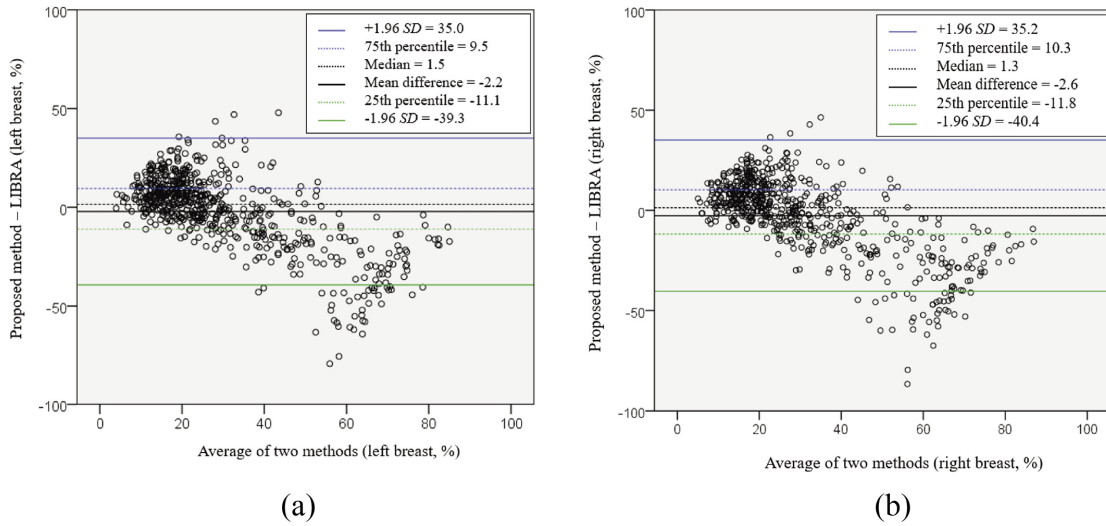 100
50
0
-50
-100
Proposed method – LIBRA (left breast, %)
+1.96 SD = 35.0
75th percentile = 9.5
Median = 1.5
Mean difference = -2.2
25th percentile = -11.1
-1.96 SD = -39.3
0 20 40 60 80 100
Average of two methods (left breast, %)
(a)
100
50
0
-50
-100
Proposed method – LIBRA (right breast, %)
+1.96 SD = 35.2
75th percentile = 10.3
Median = 1.3
Mean difference = -2.6
25th percentile = -11.8
-1.96 SD = -40.4
0 20 40 60 80 100
Average of two methods (right breast, %)
(b)